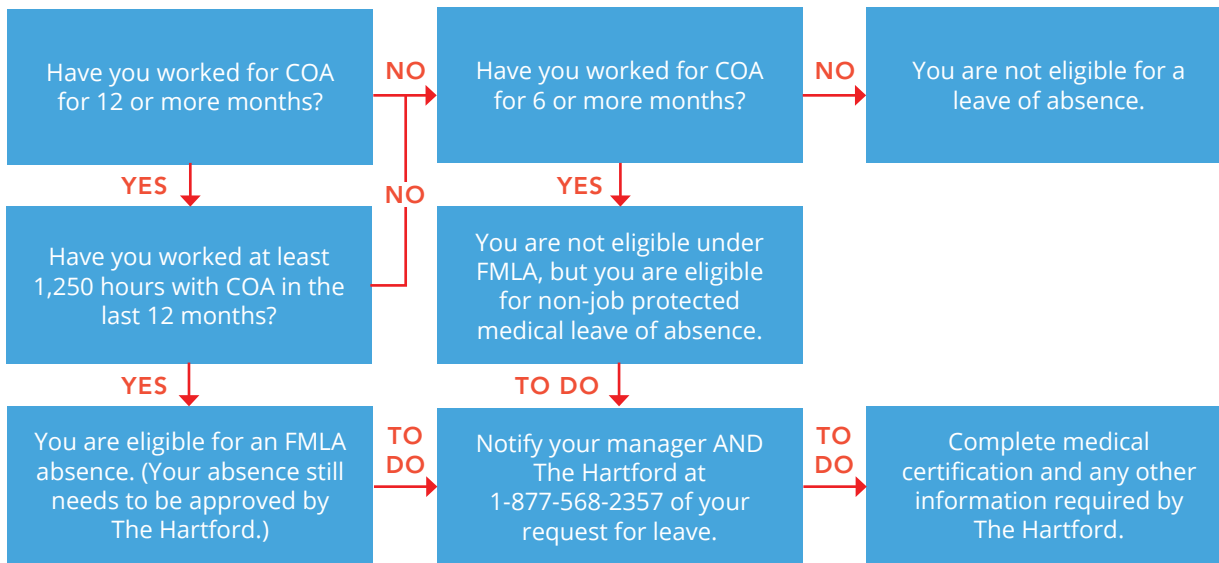 Have you worked for COA
for 12 or more months?
NO
Have you worked for COA
for 6 or more months?
NO
You are not eligible for a
leave of absence.
YES
NO
YES
Have you worked at least
1,250 hours with COA in the
last 12 months?
You are not eligible under
FMLA, but you are eligible
for non-job protected
medical leave of absence.
YES
TO DO
You are eligible for an FMLA
absence. (Your absence still
needs to be approved by
The Hartford.)
TO
DO
Notify your manager AND
The Hartford at
1-877-568-2357 of your
request for leave.
TO
DO
Complete medical
certification and any other
information required by
The Hartford.